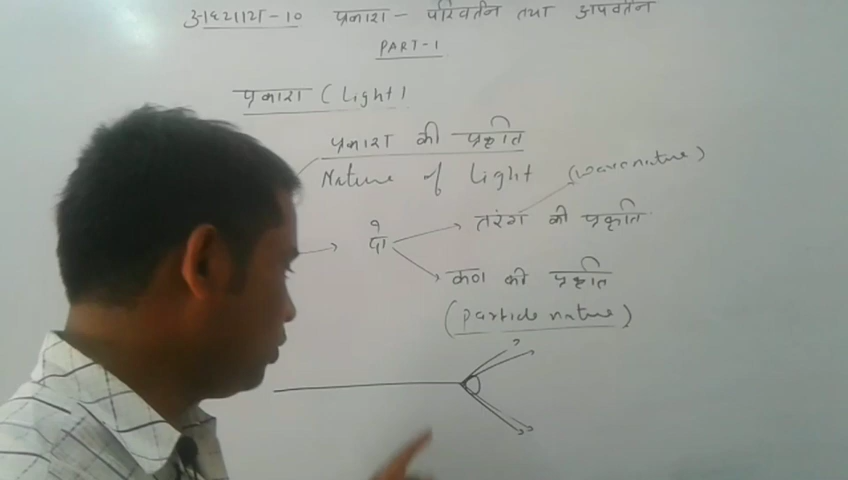 अध्याय-१० प्रकाश - परिवर्तन तथा अपवर्तन
PART-1
प्रकाश (Light)
प्रकाश की प्रकृति
Nature of light (wave nature)
तरंग की प्रकृति
कण की प्रकृति
(particle nature)